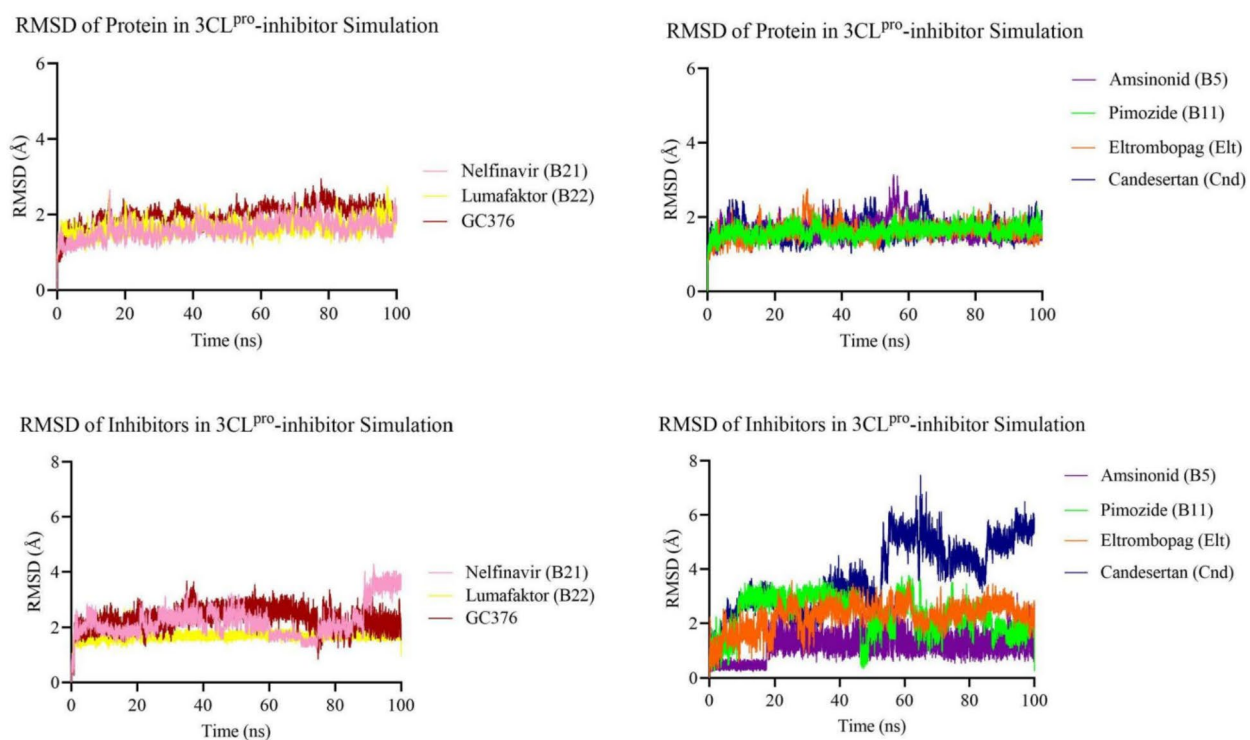 RMSD of Protein in 3CLpro-inhibitor Simulation
6
4
2
0
RMSD (Å)
0 20 40 60 80 100
Time (ns)
Nelfinavir (B21)
Lumafaktor (B22)
GC376
RMSD of Protein in 3CLpro-inhibitor Simulation
6
4
2
0
RMSD (Å)
0 20 40 60 80 100
Time (ns)
Amsinonid (B5)
Pimozide (B11)
Eltrombopag (Elt)
Candesertan (Cnd)
RMSD of Inhibitors in 3CLpro-inhibitor Simulation
8
6
4
2
0
RMSD (Å)
0 20 40 60 80 100
Time (ns)
Nelfinavir (B21)
Lumafaktor (B22)
GC376
RMSD of Inhibitors in 3CLpro-inhibitor Simulation
8
6
4
2
0
RMSD (Å)
0 20 40 60 80 100
Time (ns)
Amsinonid (B5)
Pimozide (B11)
Eltrombopag (Elt)
Candesertan (Cnd)